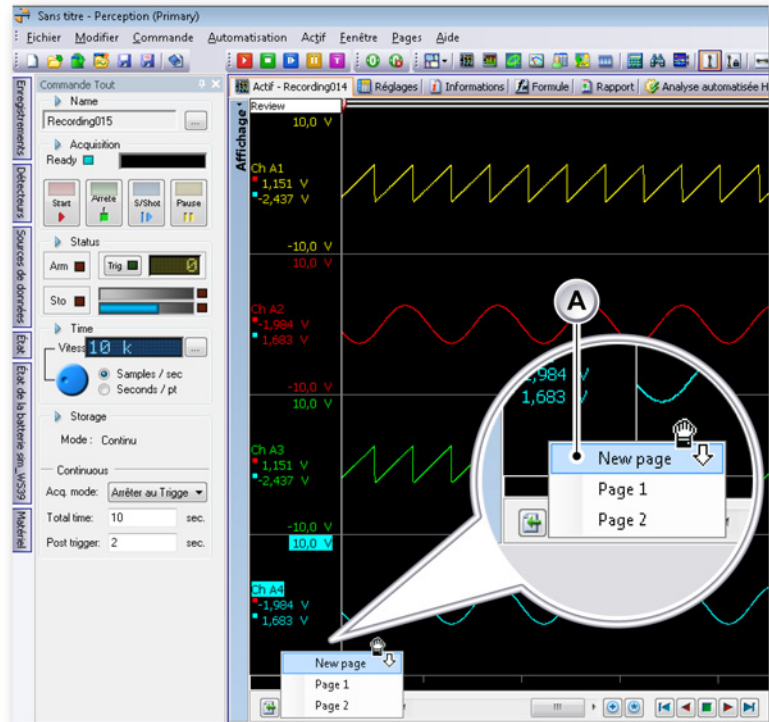 Sans titre - Perception (Primary)
Fichier Modifier Commande Automatisation Actif Fenêtre Pages Aide
Commande Tout
Name
Recording015
...
Acquisition
Ready
Start
Arrete
S/Shot
Pause
Status
Arm
Trig
0
Sto
Time
Vitess
10 k
...
Samples / sec
Seconds / pt
Storage
Mode : Continu
Continuous
Acq. mode: Arrêter au Trigge
Total time: 10 sec.
Post trigger: 2 sec.
Enregistrements
Détecteurs
Sources de données
État
État de la batterie sim_WS39
Matériel
Actif - Recording014 Réglages Informations Formule Rapport Analyse automatisée H
Affichage
Review
10,0 V
Ch A1
1,151 V
-2,437 V
-10,0 V
10,0 V
Ch A2
-1,984 V
1,683 V
-10,0 V
10,0 V
Ch A3
1,151 V
-2,437 V
-10,0 V
10,0 V
Ch A4
-1,984 V
1,683 V
New page
Page 1
Page 2
A
,984 V
1,683 V
New page
Page 1
Page 2